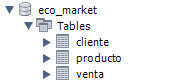 eco_market
Tables
cliente
producto
venta